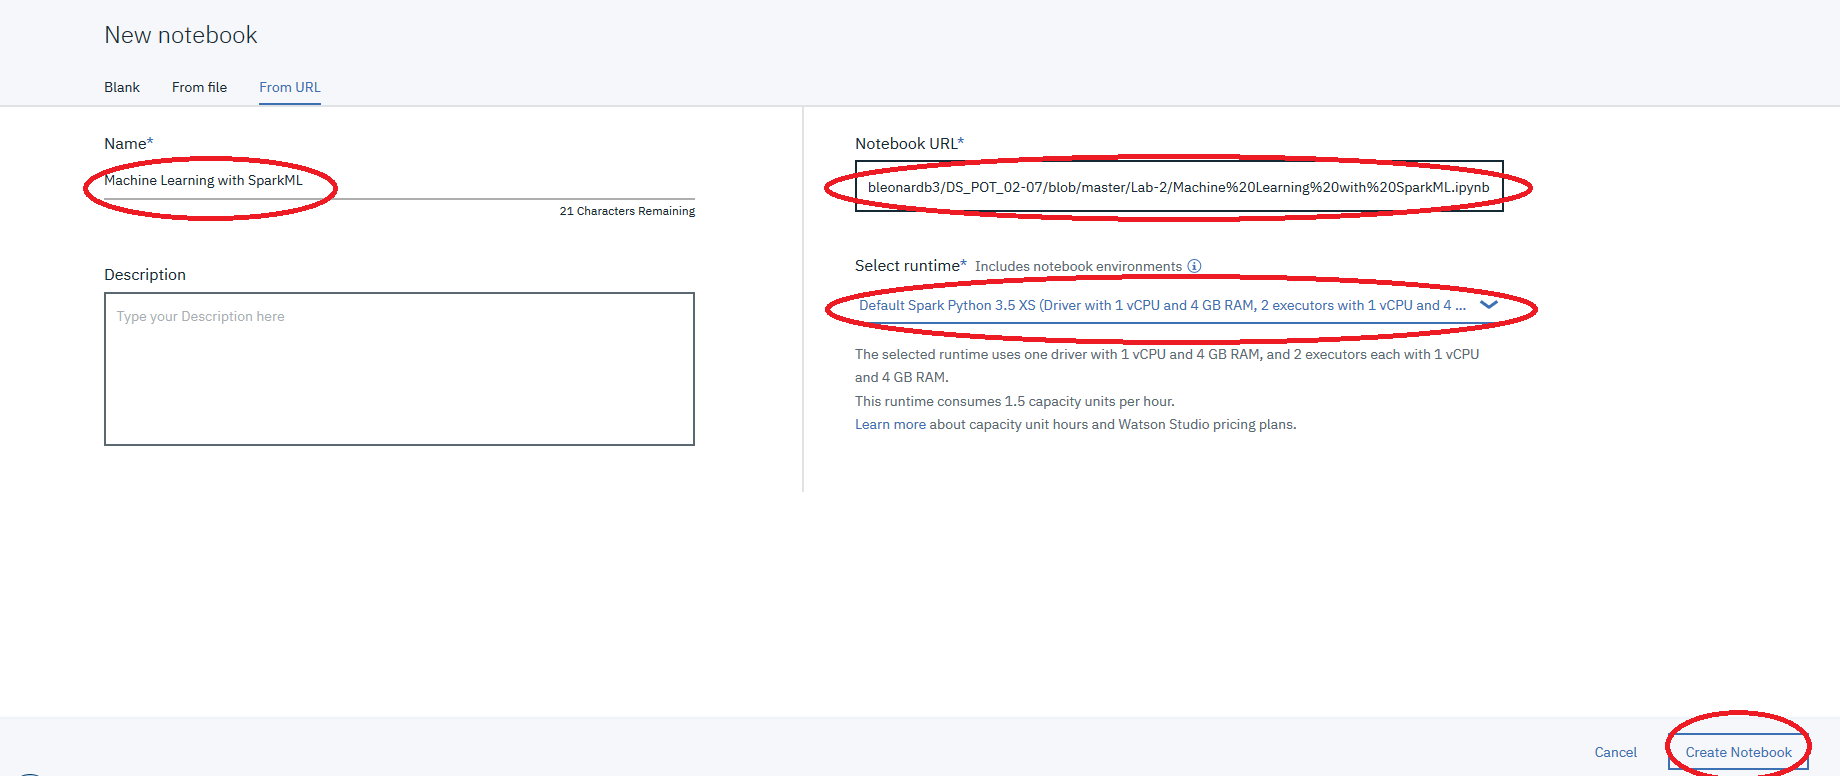 New notebook
Blank From file From URL
Name*
Machine Learning with SparkML
21 Characters Remaining
Description
Type your Description here
Notebook URL*
bleonardb3/DS_POT_02-07/blob/master/Lab-2/Machine%20Learning%20with%20SparkML.ipynb
Select runtime* Includes notebook environments
Default Spark Python 3.5 XS (Driver with 1 vCPU and 4 GB RAM, 2 executors with 1 vCPU and 4 ...
The selected runtime uses one driver with 1 vCPU and 4 GB RAM, and 2 executors each with 1 vCPU
and 4 GB RAM.
This runtime consumes 1.5 capacity units per hour.
Learn more about capacity unit hours and Watson Studio pricing plans.
Cancel Create Notebook